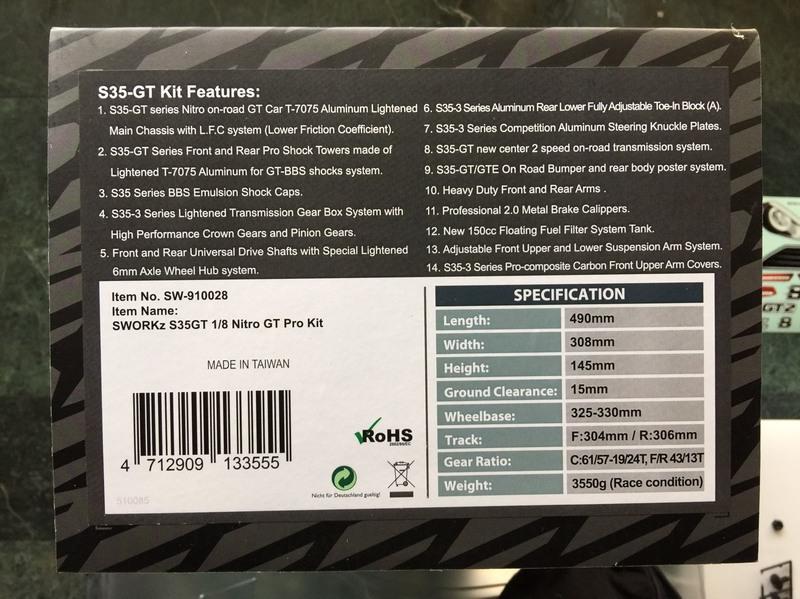 S35-GT Kit Features:
1. S35-GT series Nitro on-road GT Car T-7075 Aluminum Lightened
Main Chassis with L.F.C system (Lower Friction Coefficient).
2. S35-GT Series Front and Rear Pro Shock Towers made of
Lightened T-7075 Aluminum for GT-BBS shocks system.
3. S35 Series BBS Emulsion Shock Caps.
4. S35-3 Series Lightened Transmission Gear Box System with
High Performance Crown Gears and Pinion Gears.
5. Front and Rear Universal Drive Shafts with Special Lightened
6mm Axle Wheel Hub system.
6. S35-3 Series Aluminum Rear Lower Fully Adjustable Toe-In Block (A).
7. S35-3 Series Competition Aluminum Steering Knuckle Plates.
8. S35-GT new center 2 speed on-road transmission system.
9. S35-GT/GTE On Road Bumper and rear body poster system.
10. Heavy Duty Front and Rear Arms .
11. Professional 2.0 Metal Brake Calippers.
12. New 150cc Floating Fuel Filter System Tank.
13. Adjustable Front Upper and Lower Suspension Arm System.
14. S35-3 Series Pro-composite Carbon Front Upper Arm Covers.
Item No. SW-910028
Item Name:
SWORKz S35GT 1/8 Nitro GT Pro Kit
MADE IN TAIWAN
4 712909 133555
RoHS
2002/95/EC
Nicht für Deutschland gueltig!
510085
SPECIFICATION
Length: 490mm
Width: 308mm
Height: 145mm
Ground Clearance: 15mm
Wheelbase: 325-330mm
Track: F:304mm / R:306mm
Gear Ratio: C:61/57-19/24T, F/R 43/13T
Weight: 3550g (Race condition)
8
GT2
8